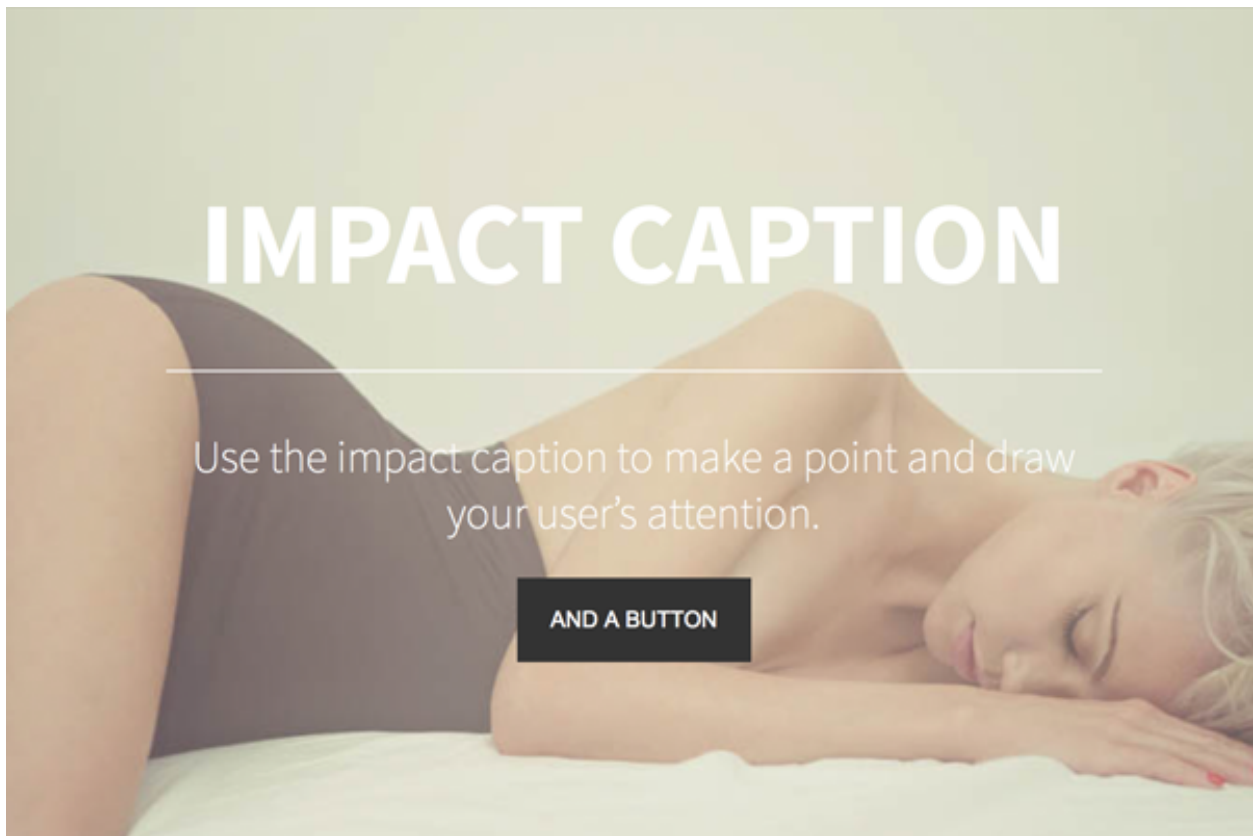 IMPACT CAPTION
Use the impact caption to make a point and draw
your user’s attention.
AND A BUTTON